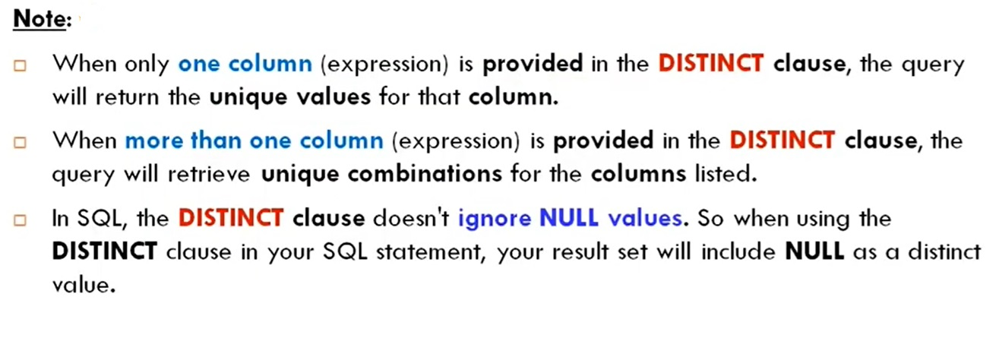 Note:
When only one column (expression) is provided in the DISTINCT clause, the query
will return the unique values for that column.
When more than one column (expression) is provided in the DISTINCT clause, the
query will retrieve unique combinations for the columns listed.
In SQL, the DISTINCT clause doesn't ignore NULL values. So when using the
DISTINCT clause in your SQL statement, your result set will include NULL as a distinct
value.